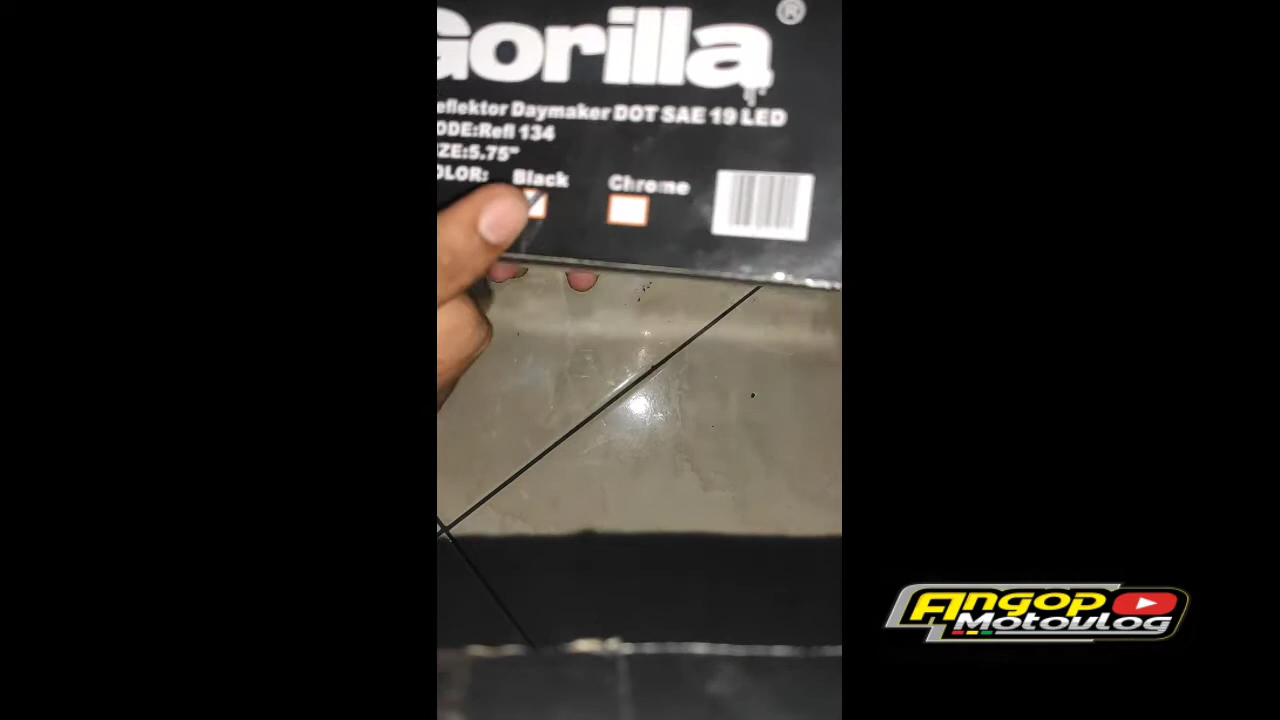 Gorilla®
eflektor Daymaker DOT SAE 19 LED
ODE:Refl 134
ZE:5.75"
OLOR: Black Chrome
Angop
Motovlog